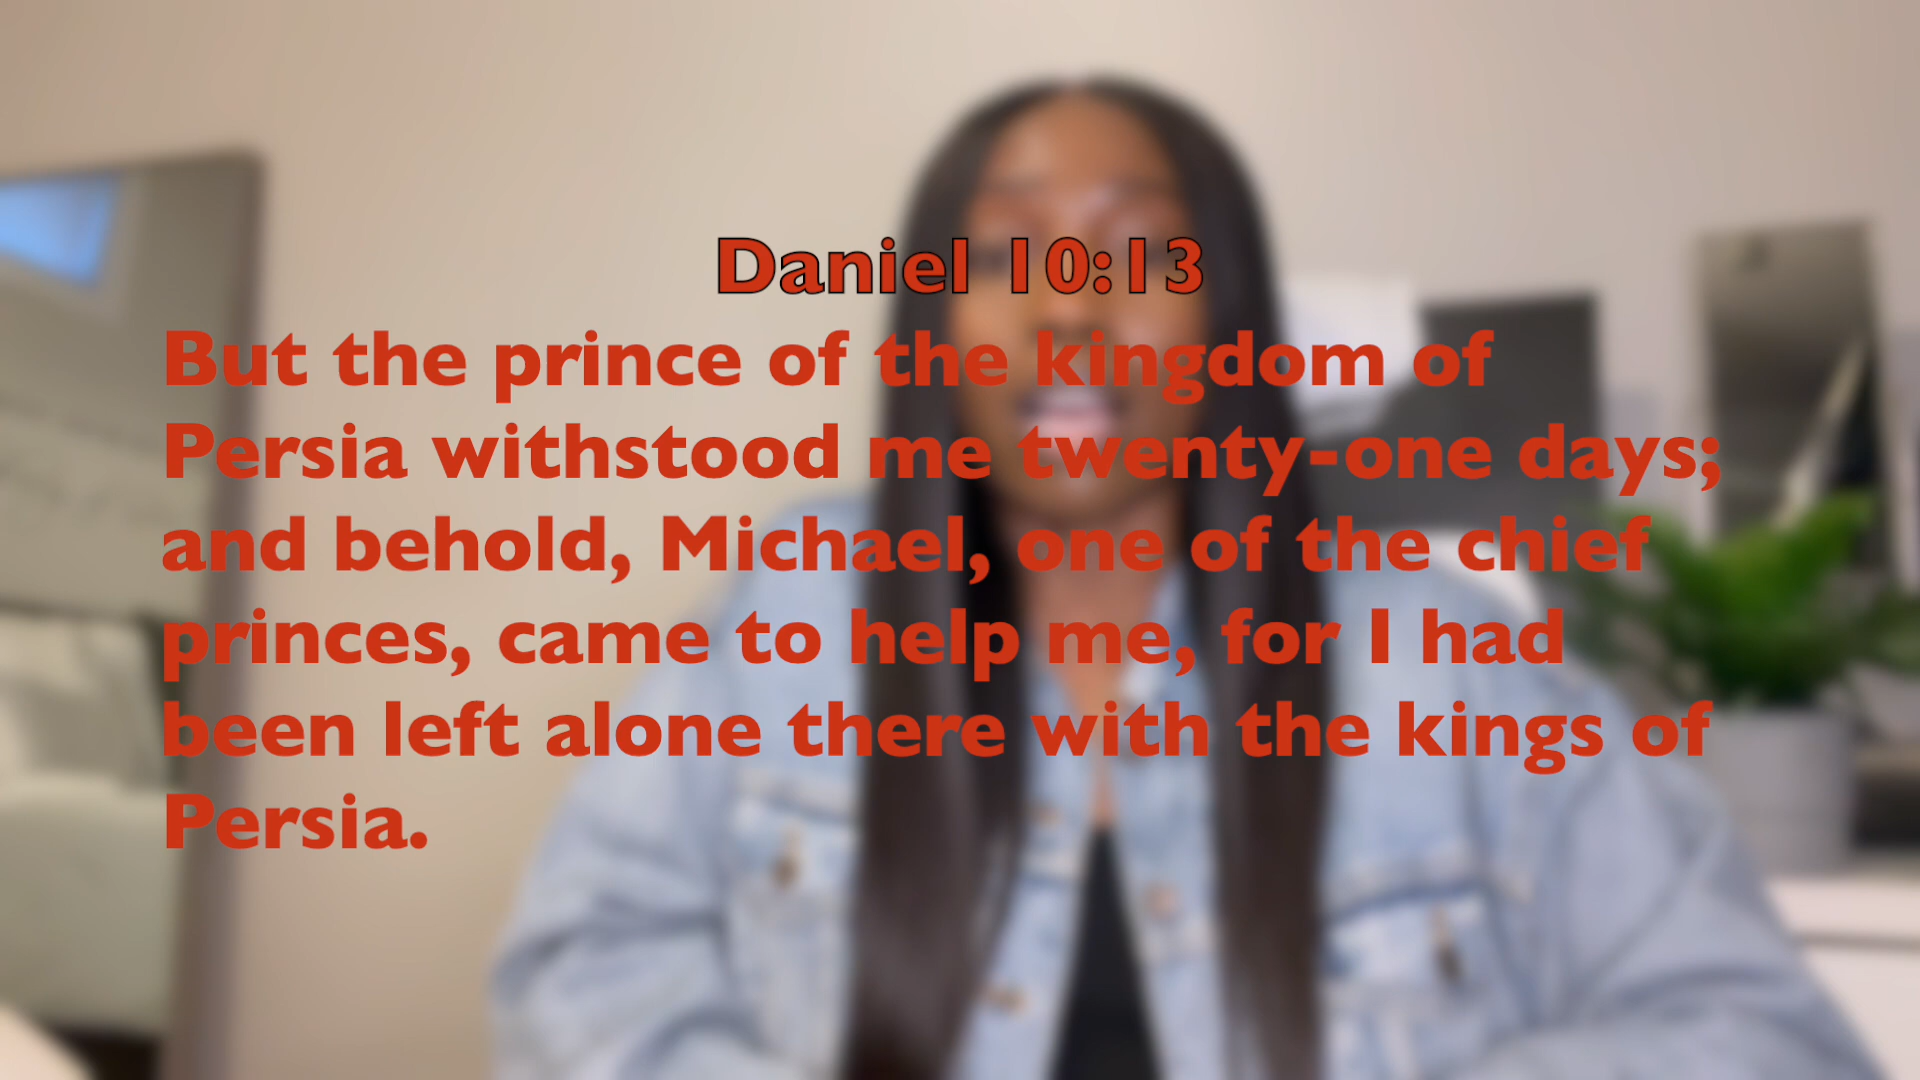 Daniel 10:13
But the prince of the kingdom of
Persia withstood me twenty-one days;
and behold, Michael, one of the chief
princes, came to help me, for I had
been left alone there with the kings of
Persia.